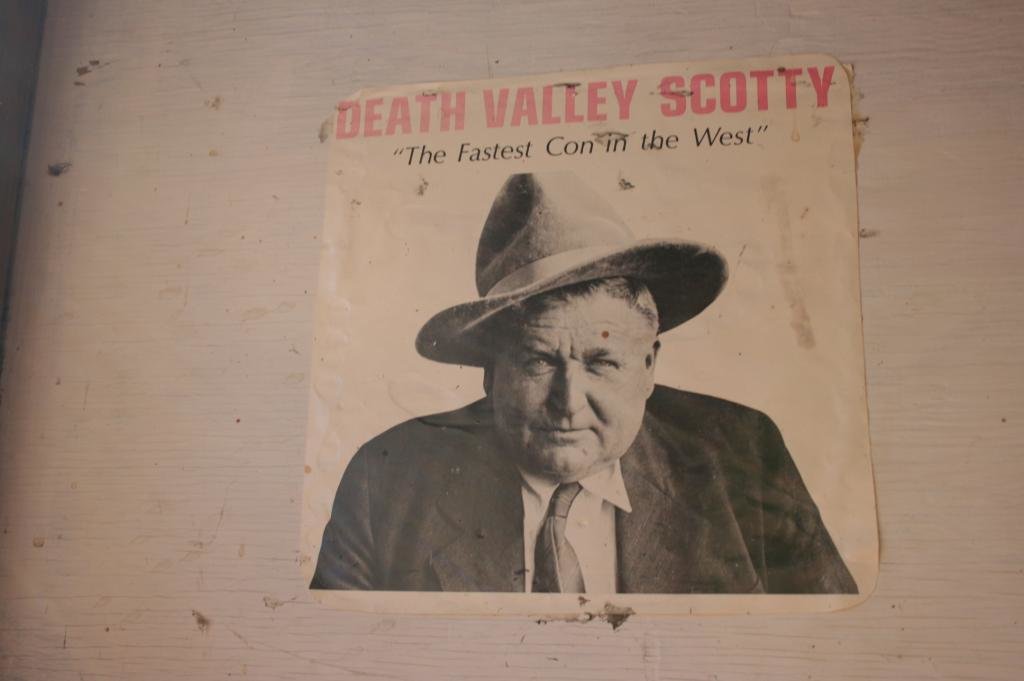 DEATH VALLEY SCOTTY
"The Fastest Con in the West"